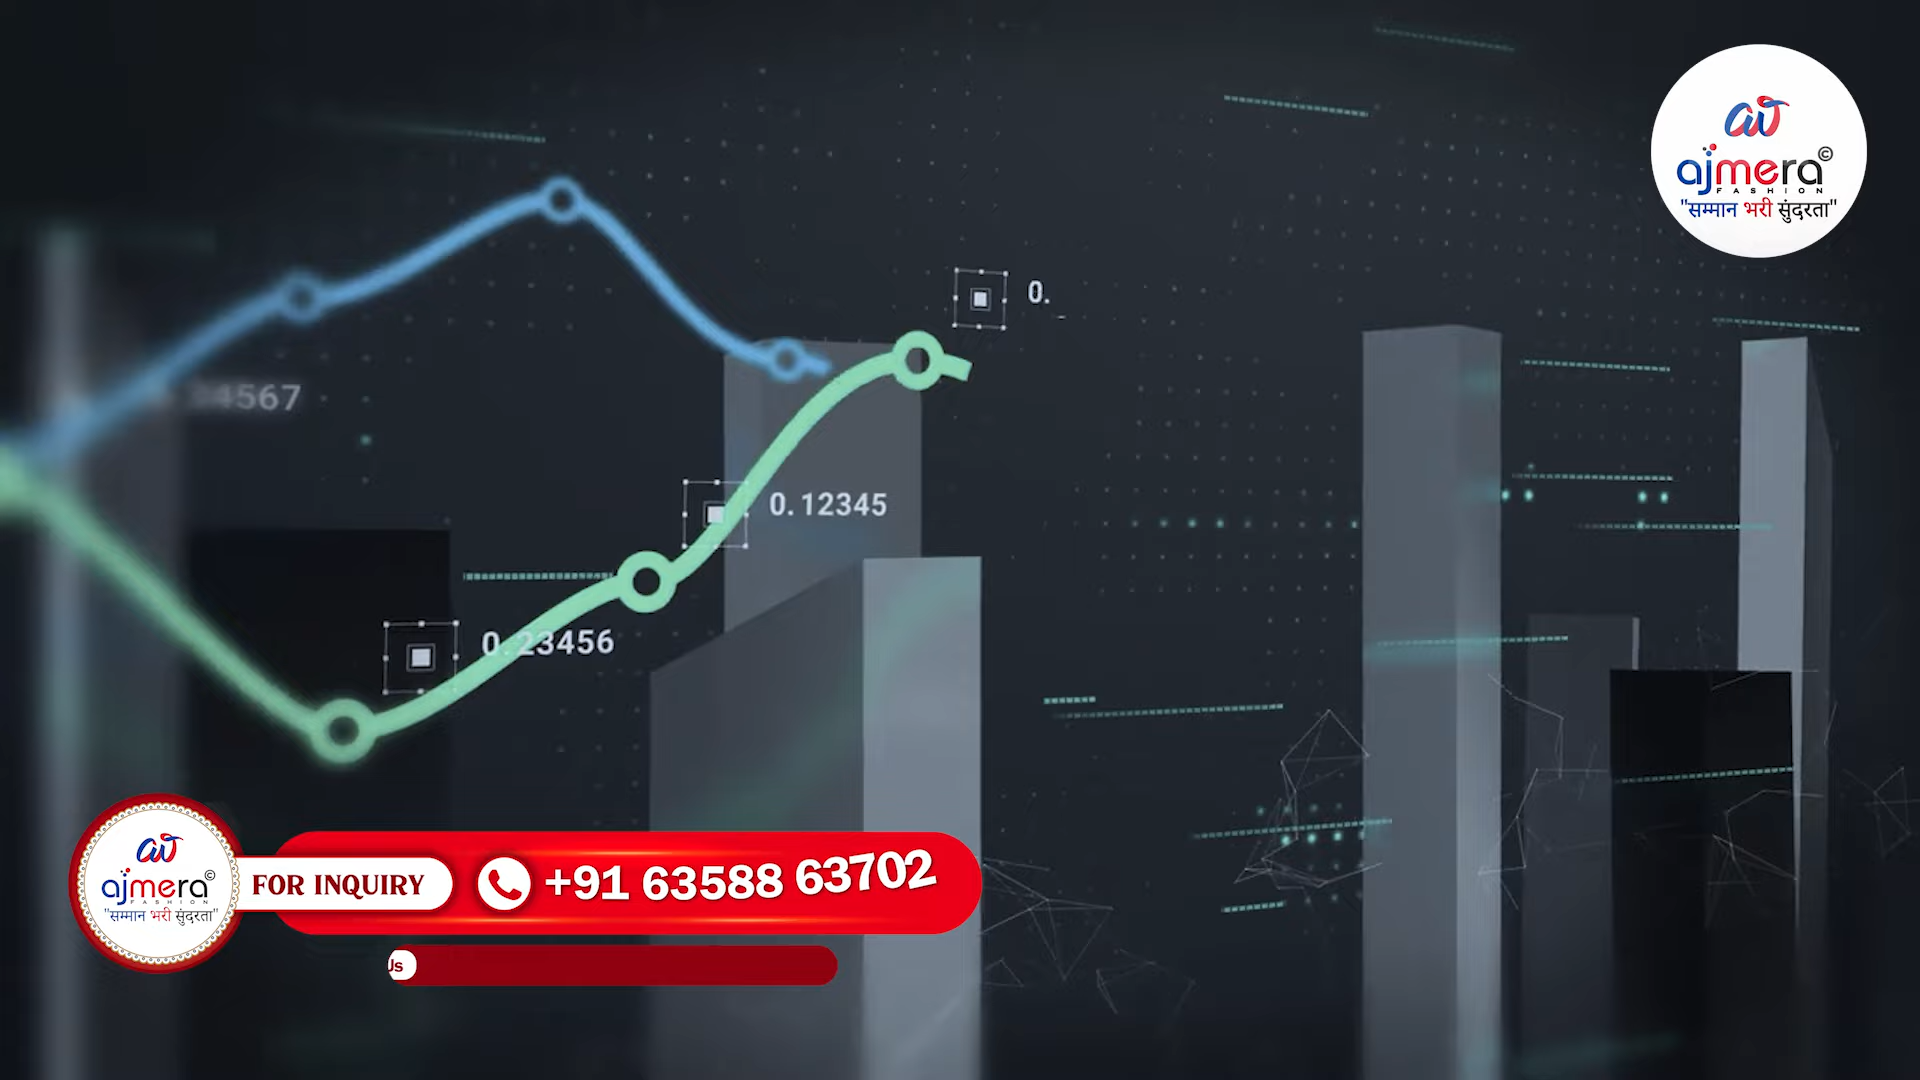 ajmera©
FASHION
"सम्मान भरी सुंदरता"
0.
4567
0.12345
0.23456
ajmera©
FASHION
"सम्मान भरी सुंदरता"
FOR INQUIRY
+91 63588 63702
Us